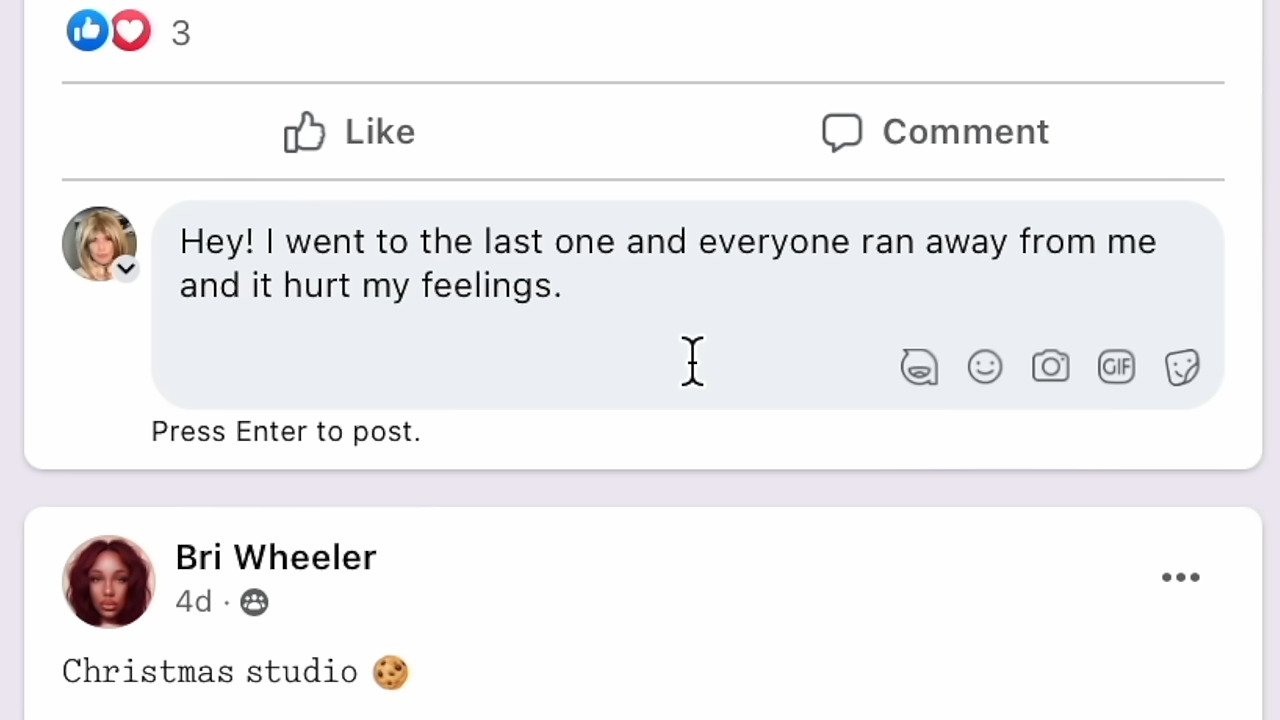 3
Like
Comment
Hey! I went to the last one and everyone ran away from me
and it hurt my feelings.
GIF
Press Enter to post.
Bri Wheeler
4d ·
Christmas studio 🍪